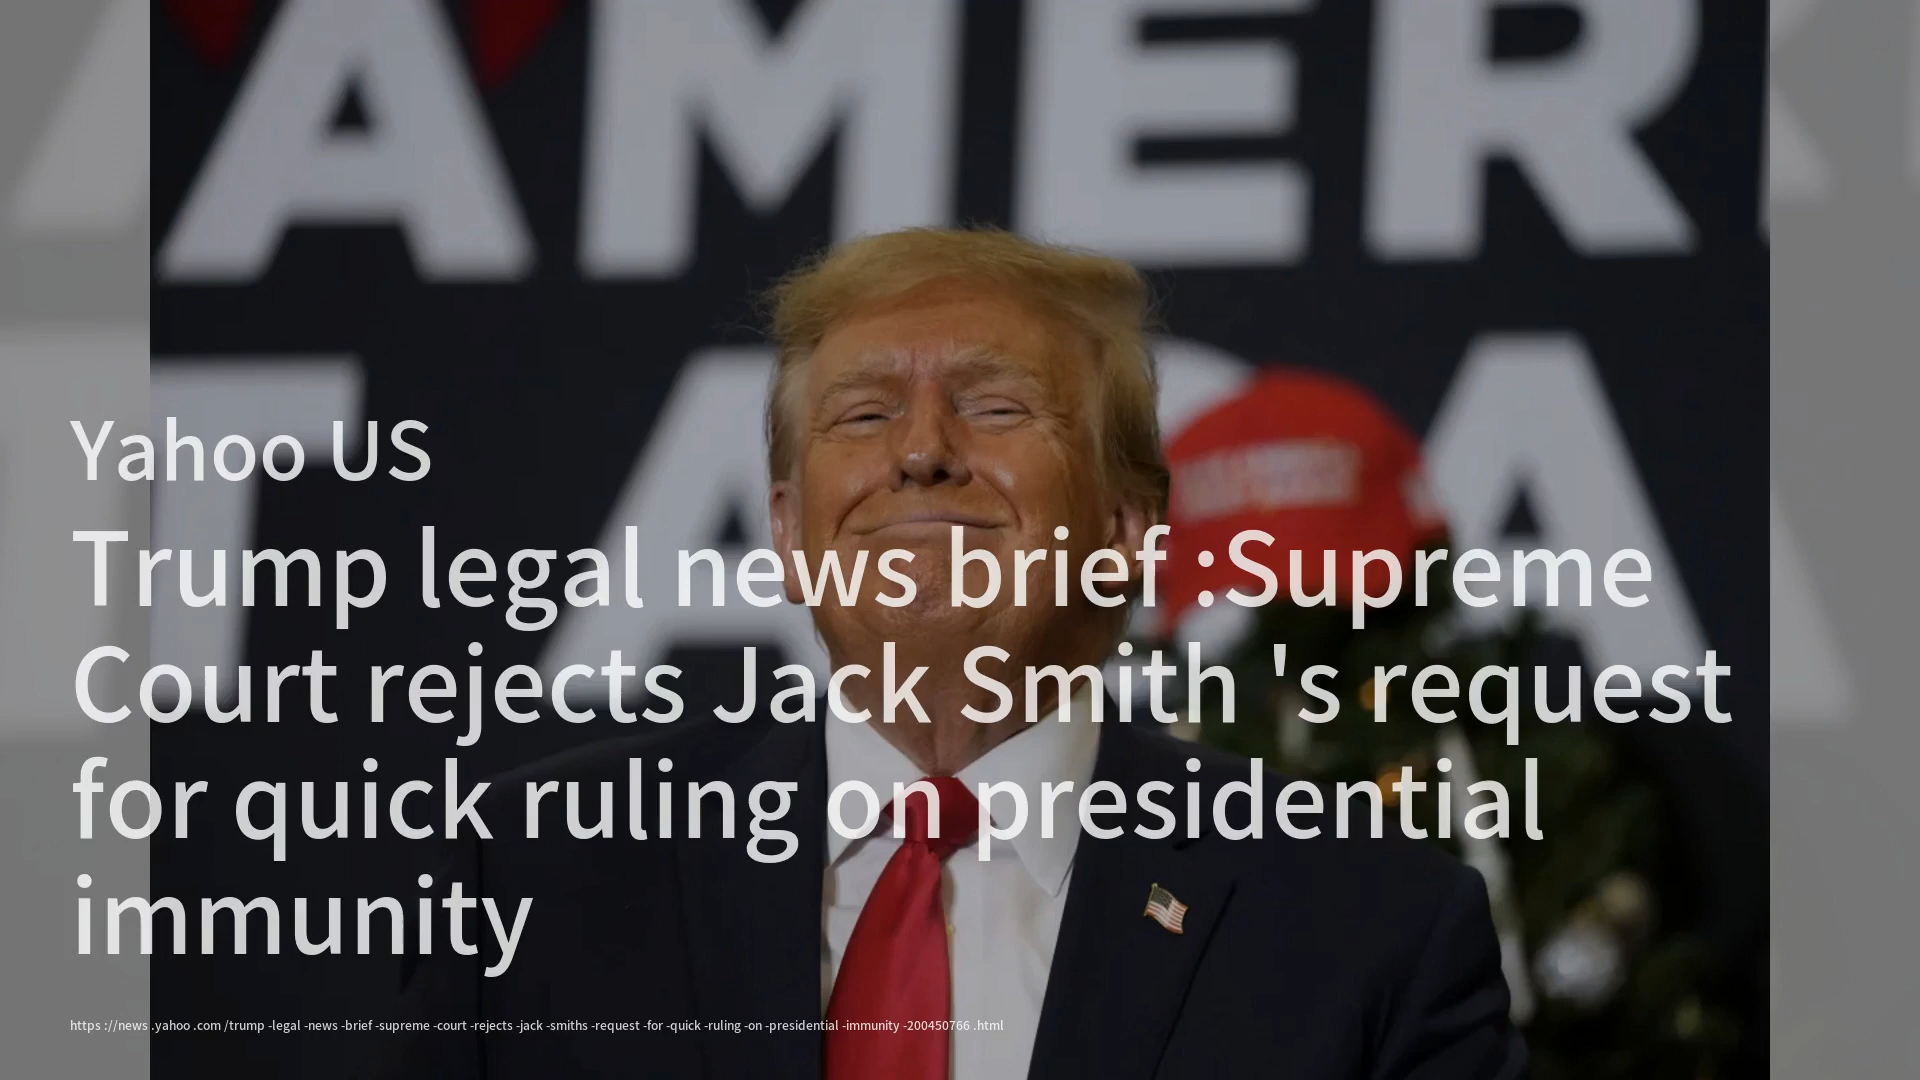 AMER
T APA
Yahoo US
Trump legal news brief :Supreme
Court rejects Jack Smith 's request
for quick ruling on presidential
immunity
https ://news .yahoo .com /trump -legal -news -brief -supreme -court -rejects -jack -smiths -request -for -quick -ruling -on -presidential -immunity -200450766 .html